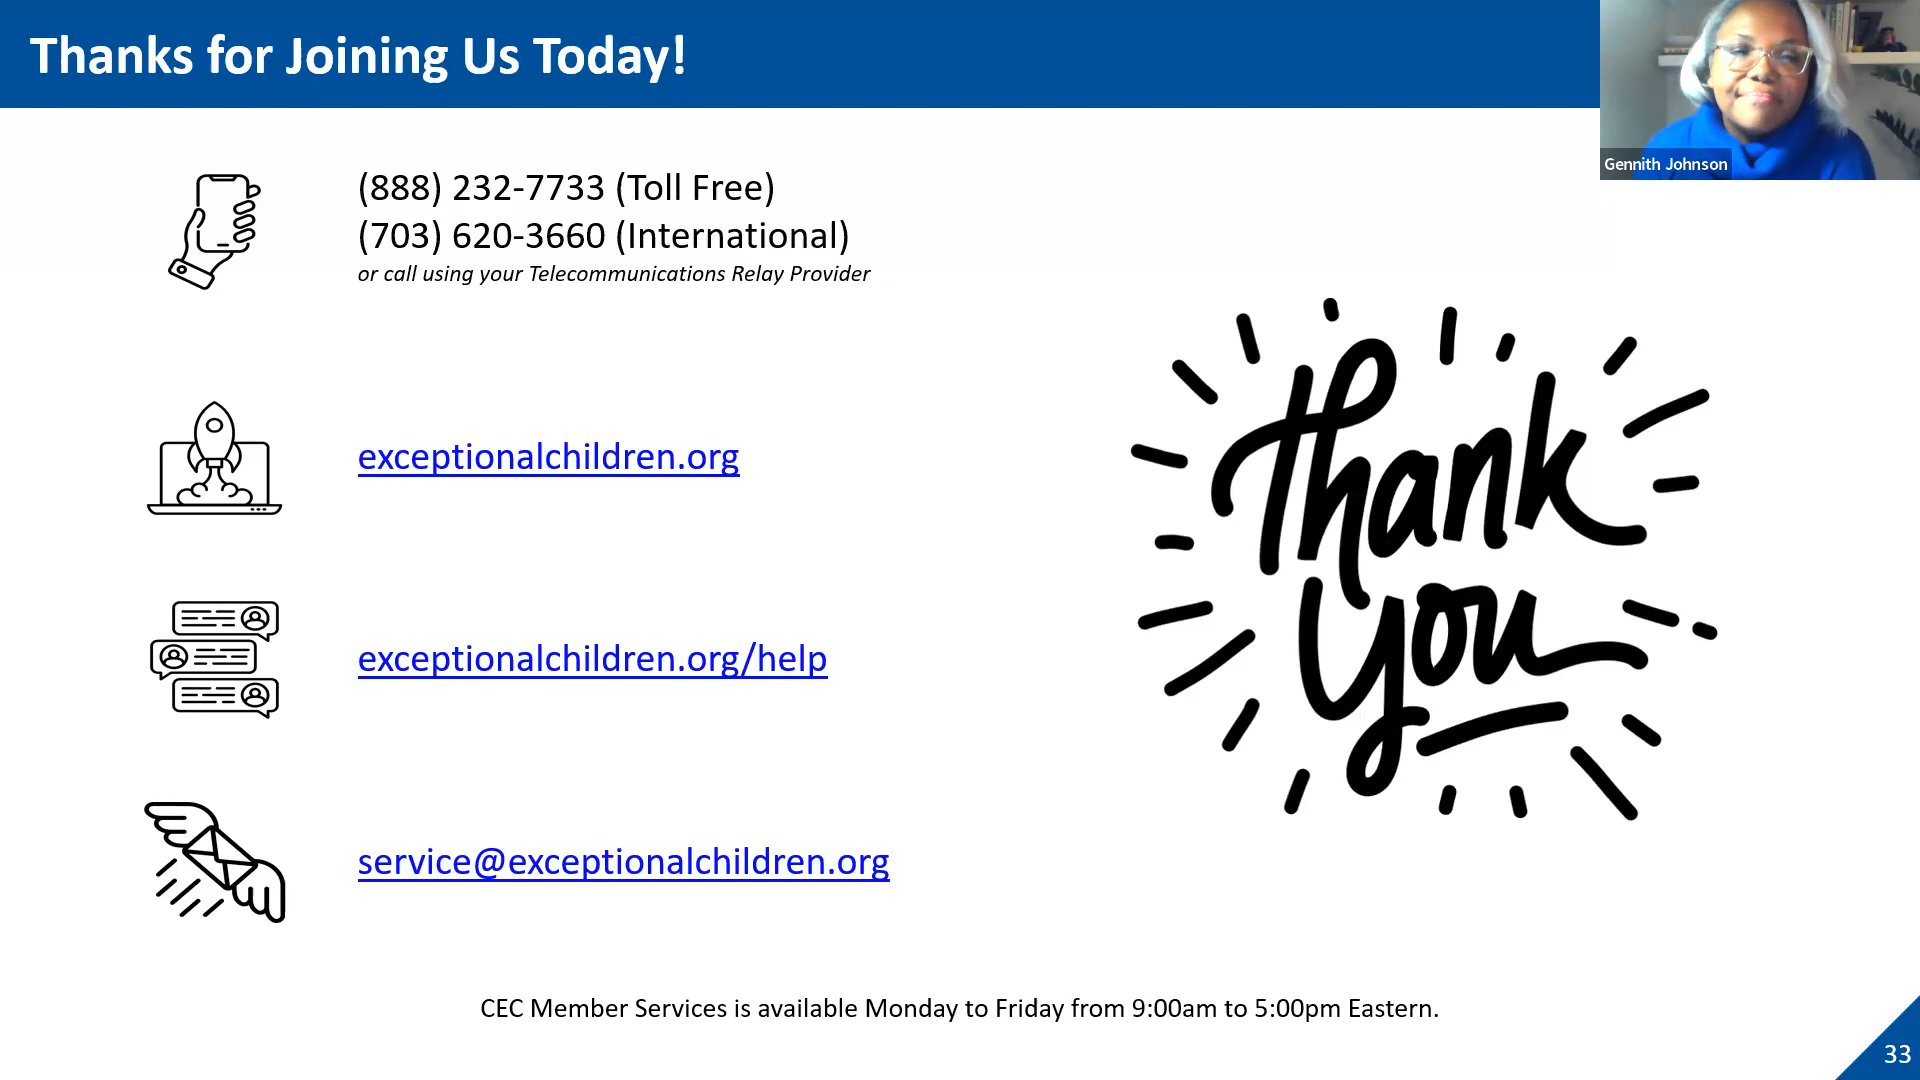 Thanks for Joining Us Today!
Gennith Johnson
(888) 232-7733 (Toll Free)
(703) 620-3660 (International)
or call using your Telecommunications Relay Provider
exceptionalchildren.org
exceptionalchildren.org/help
service@exceptionalchildren.org
Thank
you
CEC Member Services is available Monday to Friday from 9:00am to 5:00pm Eastern.
33